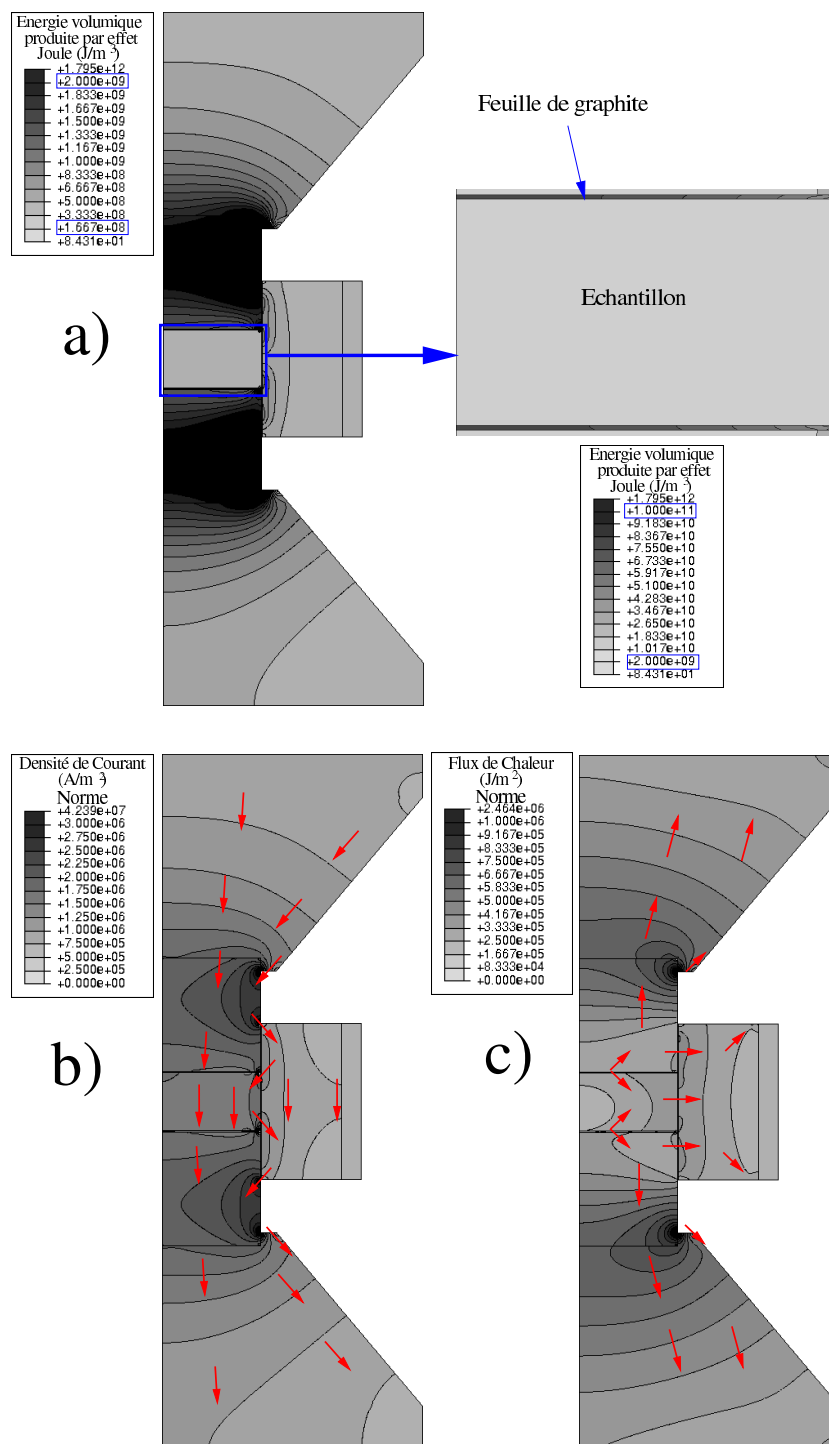 Energie volumique
produite par effet
Joule (J/m³)
+1.795e+12
+2.000e+09
+1.833e+09
+1.667e+09
+1.500e+09
+1.333e+09
+1.167e+09
+1.000e+09
+8.333e+08
+6.667e+08
+5.000e+08
+3.333e+08
+1.667e+08
+8.431e+01
a)
Feuille de graphite
Echantillon
Energie volumique
produite par effet
Joule (J/m³)
+1.795e+12
+1.000e+11
+9.183e+10
+8.367e+10
+7.550e+10
+6.733e+10
+5.917e+10
+5.100e+10
+4.283e+10
+3.467e+10
+2.650e+10
+1.833e+10
+1.017e+10
+2.000e+09
+8.431e+01
Densité de Courant
(A/m²)
Norme
+4.239e+07
+3.000e+06
+2.750e+06
+2.500e+06
+2.250e+06
+2.000e+06
+1.750e+06
+1.500e+06
+1.250e+06
+1.000e+06
+7.500e+05
+5.000e+05
+2.500e+05
+0.000e+00
b)
Flux de Chaleur
(J/m²)
Norme
+2.464e+06
+1.000e+06
+9.167e+05
+8.333e+05
+7.500e+05
+6.667e+05
+5.833e+05
+5.000e+05
+4.167e+05
+3.333e+05
+2.500e+05
+1.667e+05
+8.333e+04
+0.000e+00
c)